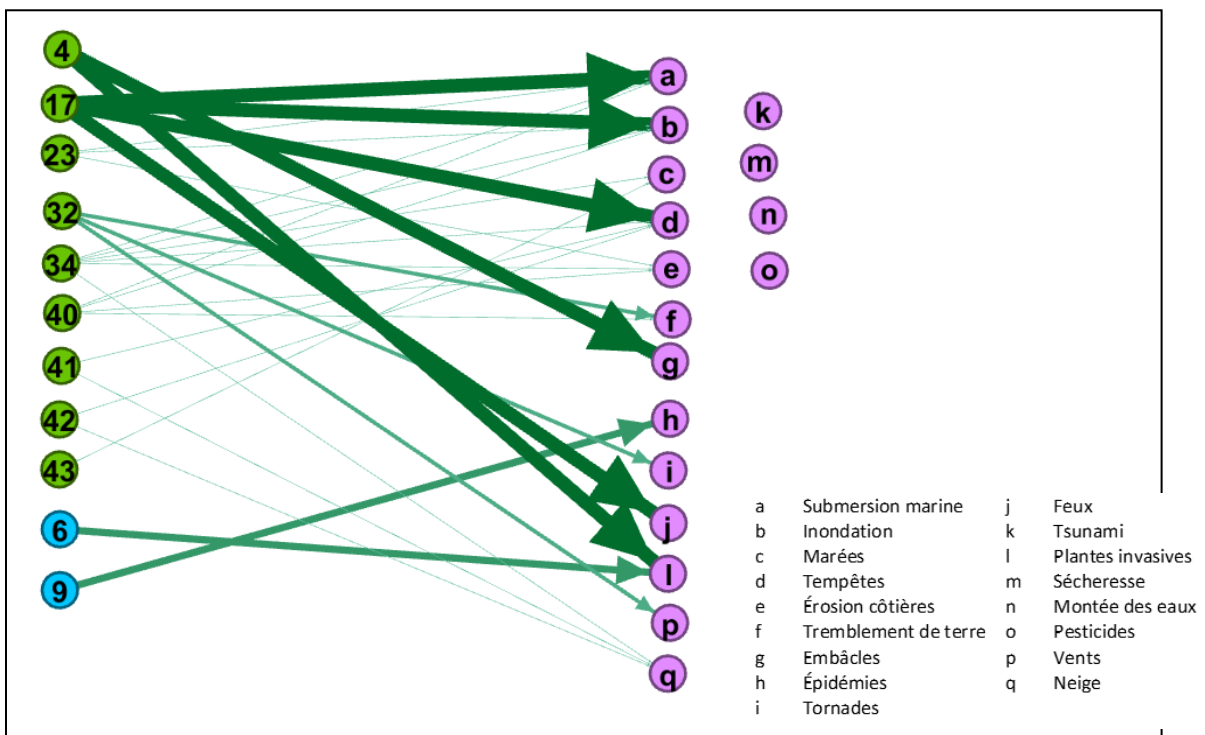 4
17
23
32
34
40
41
42
43
6
9
a
b
c
d
e
f
g
h
i
j
l
p
q
k
m
n
o
a Submersion marine j Feux
b Inondation k Tsunami
c Marées l Plantes invasives
d Tempêtes m Sécheresse
e Érosion côtières n Montée des eaux
f Tremblement de terre o Pesticides
g Embâcles p Vents
h Épidémies q Neige
i Tornades